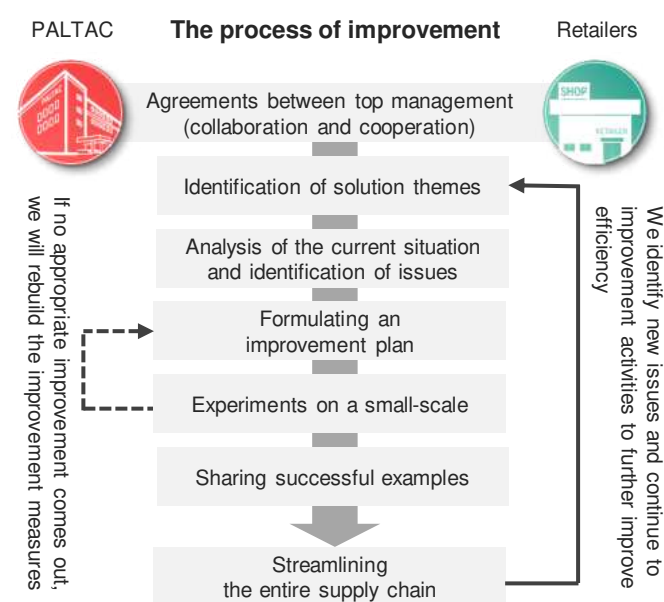 PALTAC
The process of improvement
Retailers
PALTAC
SHOP
RETAILER
Agreements between top management
(collaboration and cooperation)
Identification of solution themes
Analysis of the current situation
and identification of issues
Formulating an
improvement plan
Experiments on a small-scale
Sharing successful examples
Streamlining
the entire supply chain
If no appropriate improvement comes out,
we will rebuild the improvement measures
We identify new issues and continue to
improvement activities to further improve
efficiency